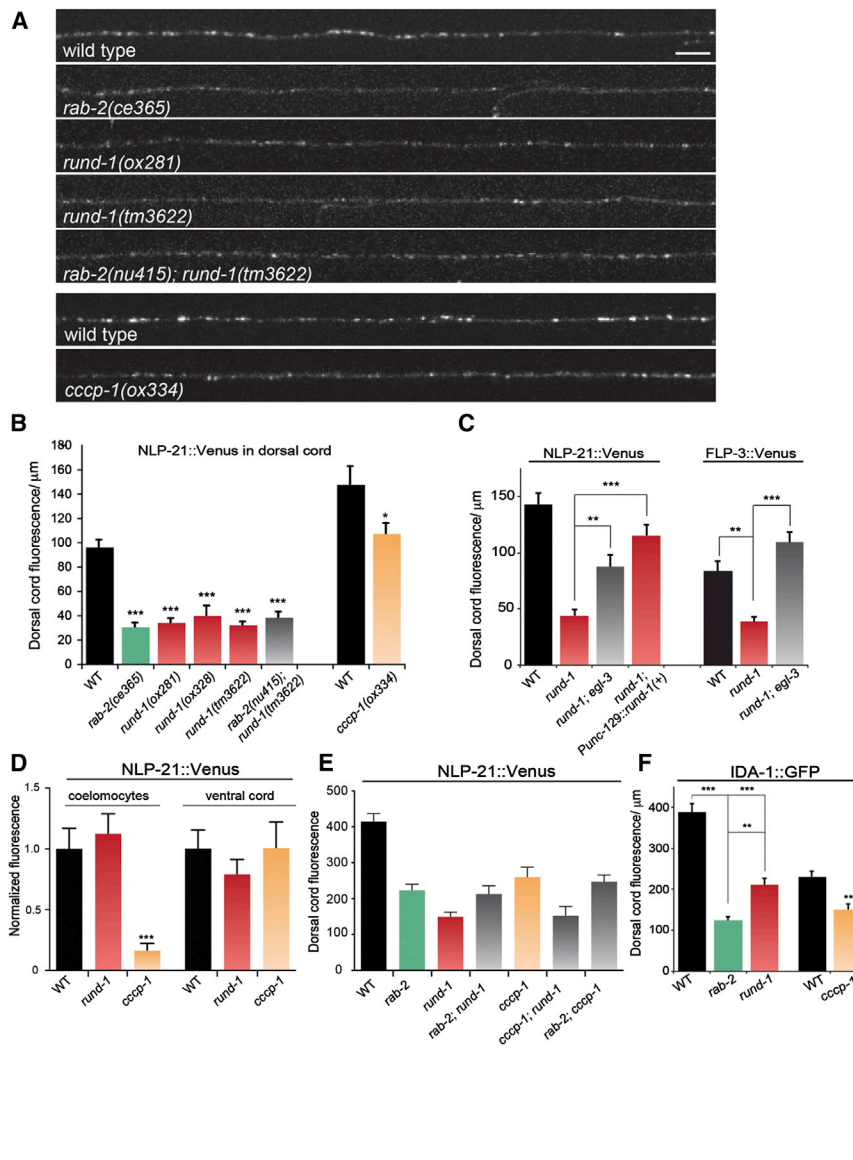 A
wild type
rab-2(ce365)
rund-1(ox281)
rund-1(tm3622)
rab-2(nu415); rund-1(tm3622)
wild type
cccp-1(ox334)
B
NLP-21::Venus in dorsal cord
Dorsal cord fluorescence/ μm
180
160
140
120
100
80
60
40
20
0
***
***
***
***
***
*
WT
rab-2(ce365)
rund-1(ox281)
rund-1(ox328)
rund-1(tm3622)
rab-2(nu415);
rund-1(tm3622)
WT
cccp-1(ox334)
C
NLP-21::Venus
FLP-3::Venus
Dorsal cord fluorescence/ μm
150
100
50
0
***
**
**
***
WT
rund-1
rund-1; egl-3
rund-1;
Punc-129::rund-1(+)
WT
rund-1
rund-1; egl-3
D
NLP-21::Venus
coelomocytes
ventral cord
Normalized fluorescence
1.5
1.0
0.5
0
***
WT
rund-1
cccp-1
WT
rund-1
cccp-1
E
NLP-21::Venus
Dorsal cord fluorescence
500
400
300
200
100
0
WT
rab-2
rund-1
rab-2; rund-1
cccp-1
cccp-1; rund-1
rab-2; cccp-1
F
IDA-1::GFP
Dorsal cord fluorescence/ μm
400
300
200
100
0
***
***
**
**
WT
rab-2
rund-1
WT
cccp-1